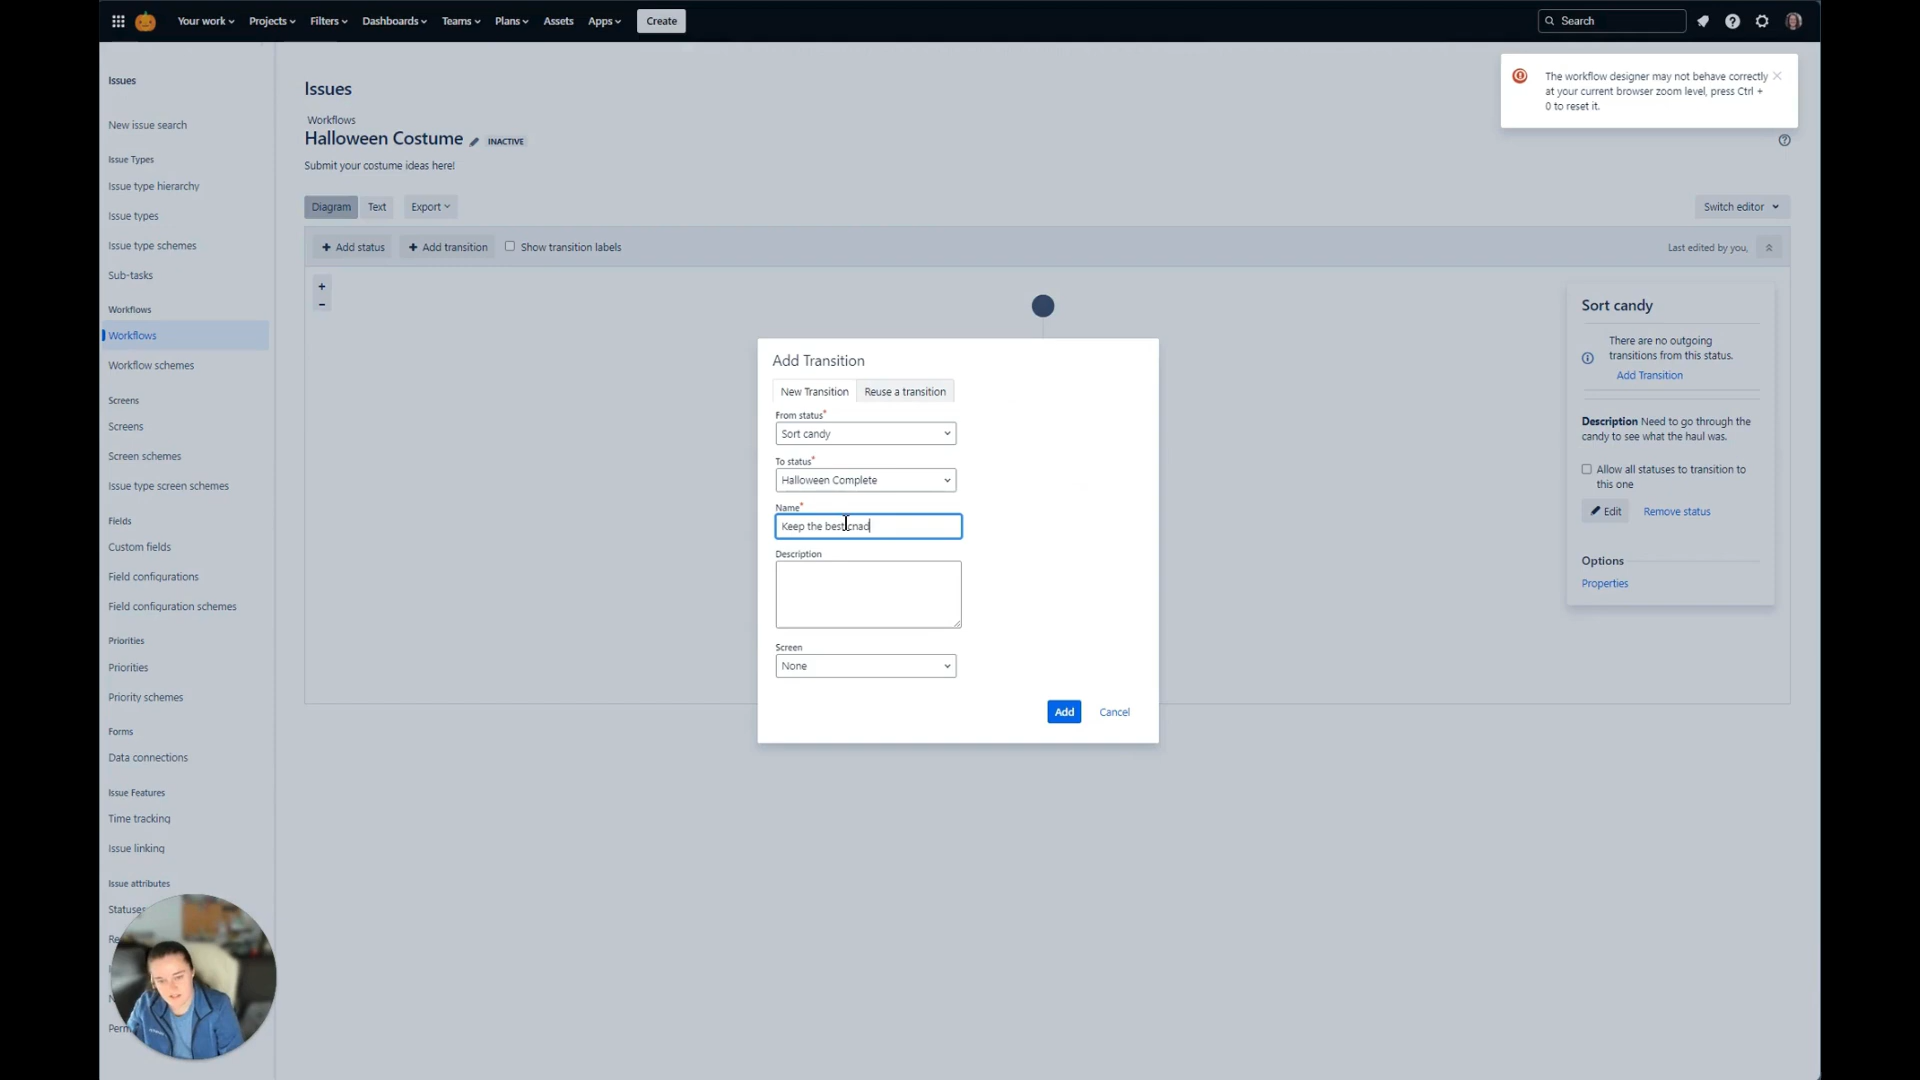 Your work
Projects
Filters
Dashboards
Teams
Plans
Assets
Apps
Create
Search
Issues
New issue search
Issue Types
Issue type hierarchy
Issue types
Issue type schemes
Sub-tasks
Workflows
Workflows
Workflow schemes
Screens
Screens
Screen schemes
Issue type screen schemes
Fields
Custom fields
Field configurations
Field configuration schemes
Priorities
Priorities
Priority schemes
Forms
Data connections
Issue Features
Time tracking
Issue linking
Issue attributes
Statuses
Issues
Workflows
Halloween Costume INACTIVE
Submit your costume ideas here!
Diagram Text Export
Switch editor
+ Add status + Add transition Show transition labels
Last edited by you,
+
-
The workflow designer may not behave correctly
at your current browser zoom level, press Ctrl +
0 to reset it.
Add Transition
New Transition Reuse a transition
From status*
Sort candy
To status*
Halloween Complete
Name*
Keep the best cnad
Description
Screen
None
Add Cancel
Sort candy
There are no outgoing
transitions from this status.
Add Transition
Description Need to go through the
candy to see what the haul was.
Allow all statuses to transition to
this one
Edit Remove status
Options
Properties